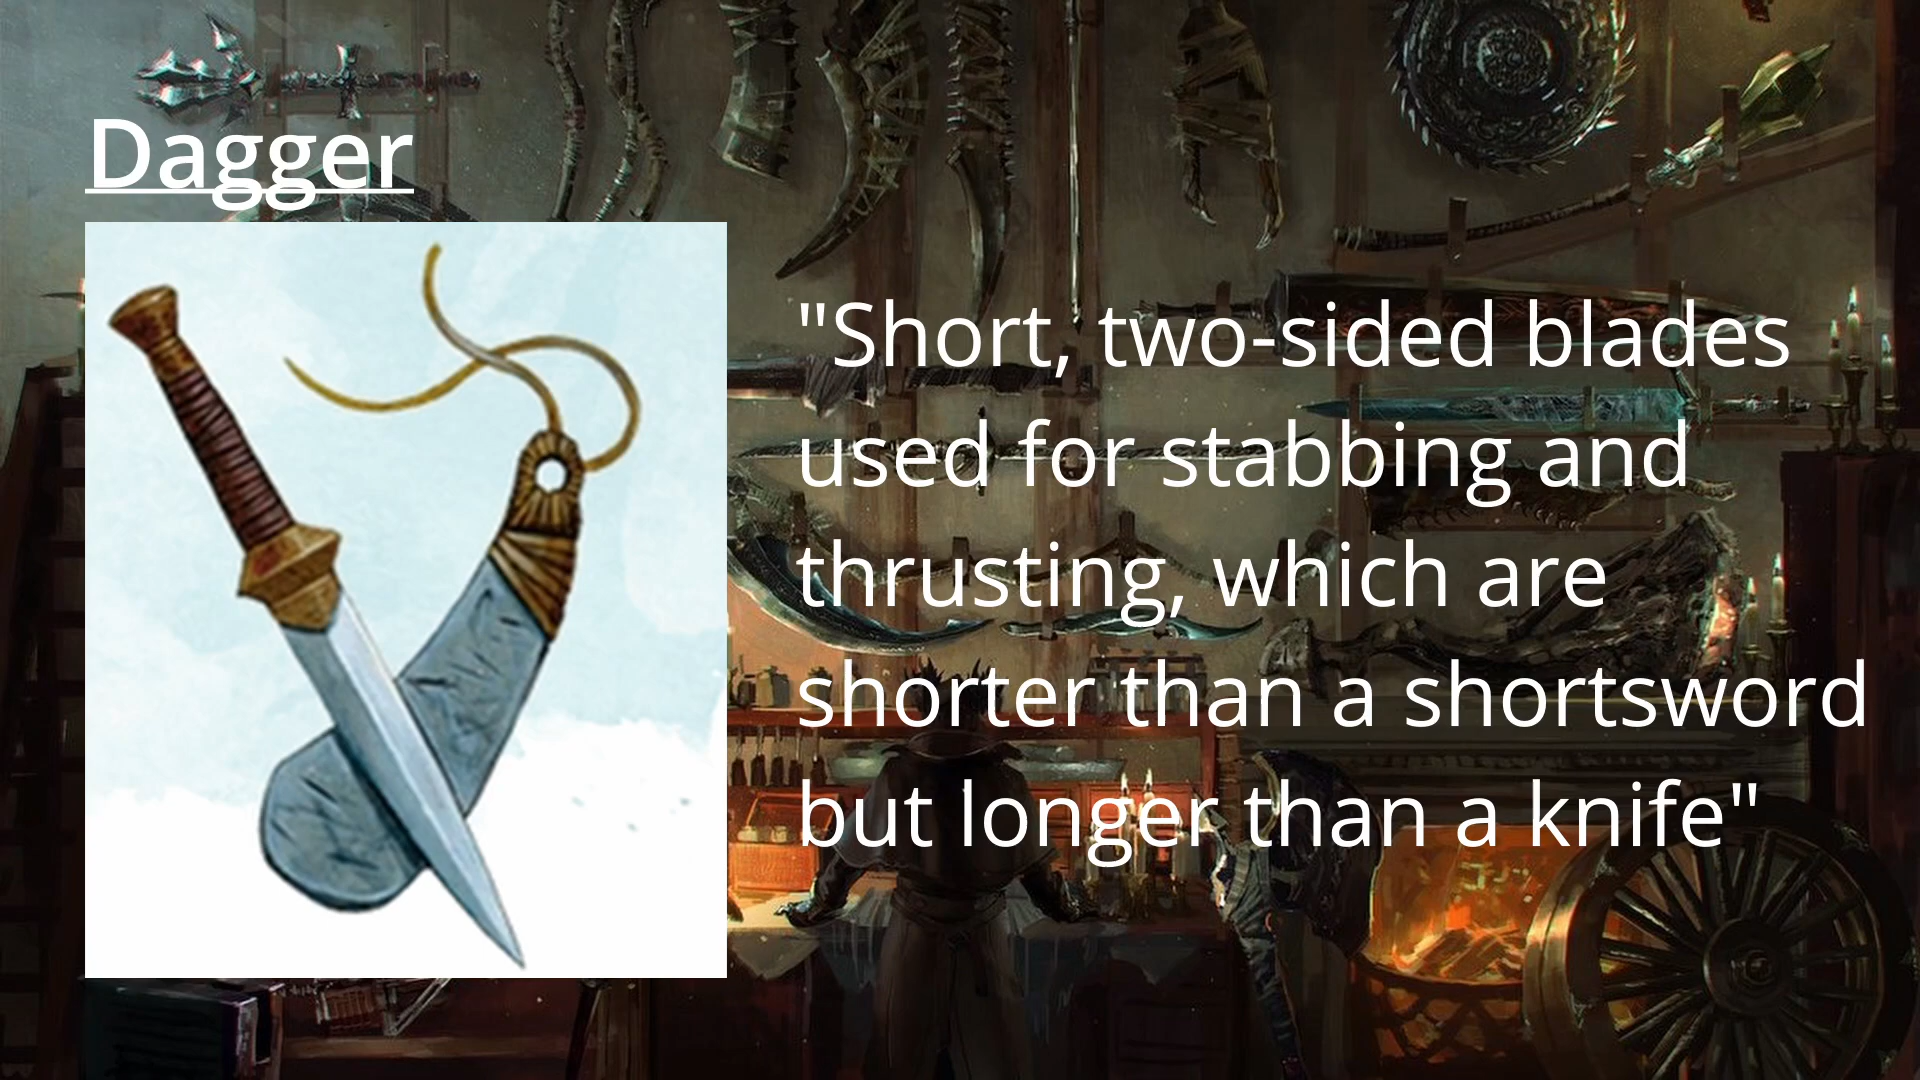 Dagger
"Short, two-sided blades
used for stabbing and
thrusting, which are
shorter than a shortsword
but longer than a knife"